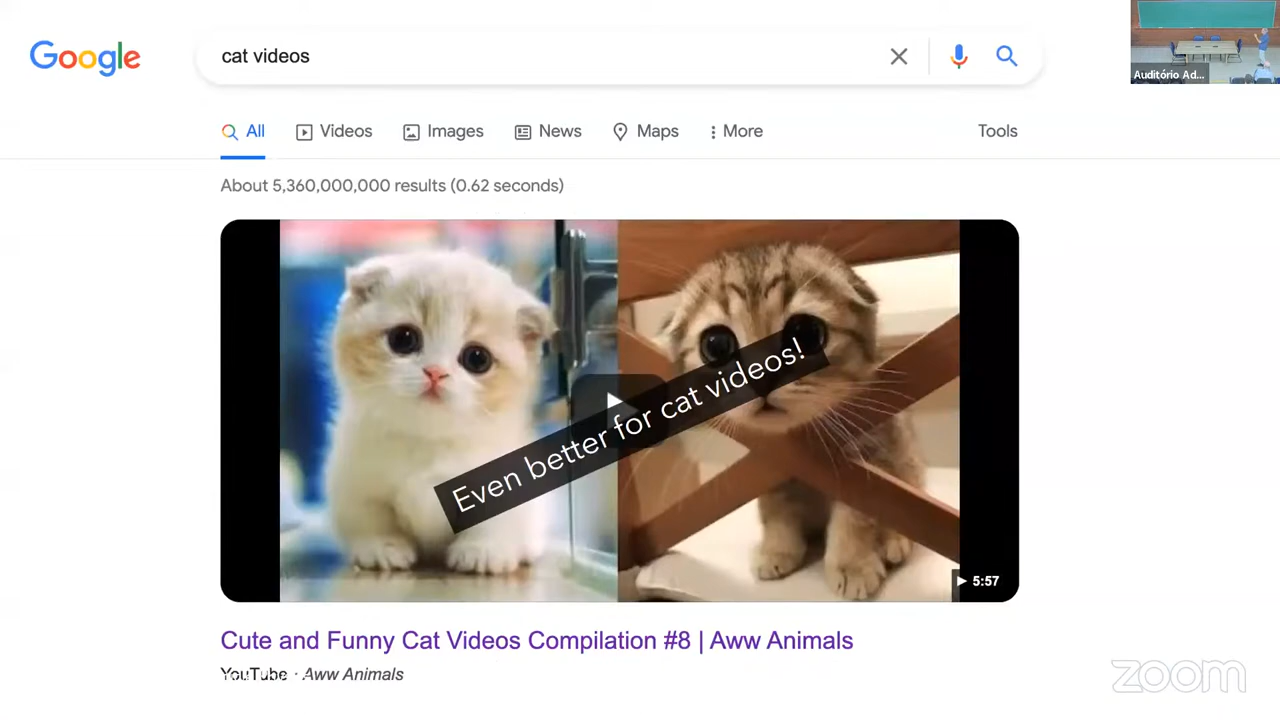 Google
cat videos
Auditório Ad...
All
Videos
Images
News
Maps
More
Tools
About 5,360,000,000 results (0.62 seconds)
Even better for cat videos!
5:57
Cute and Funny Cat Videos Compilation #8 | Aww Animals
YouTube · Aww Animals
zoom